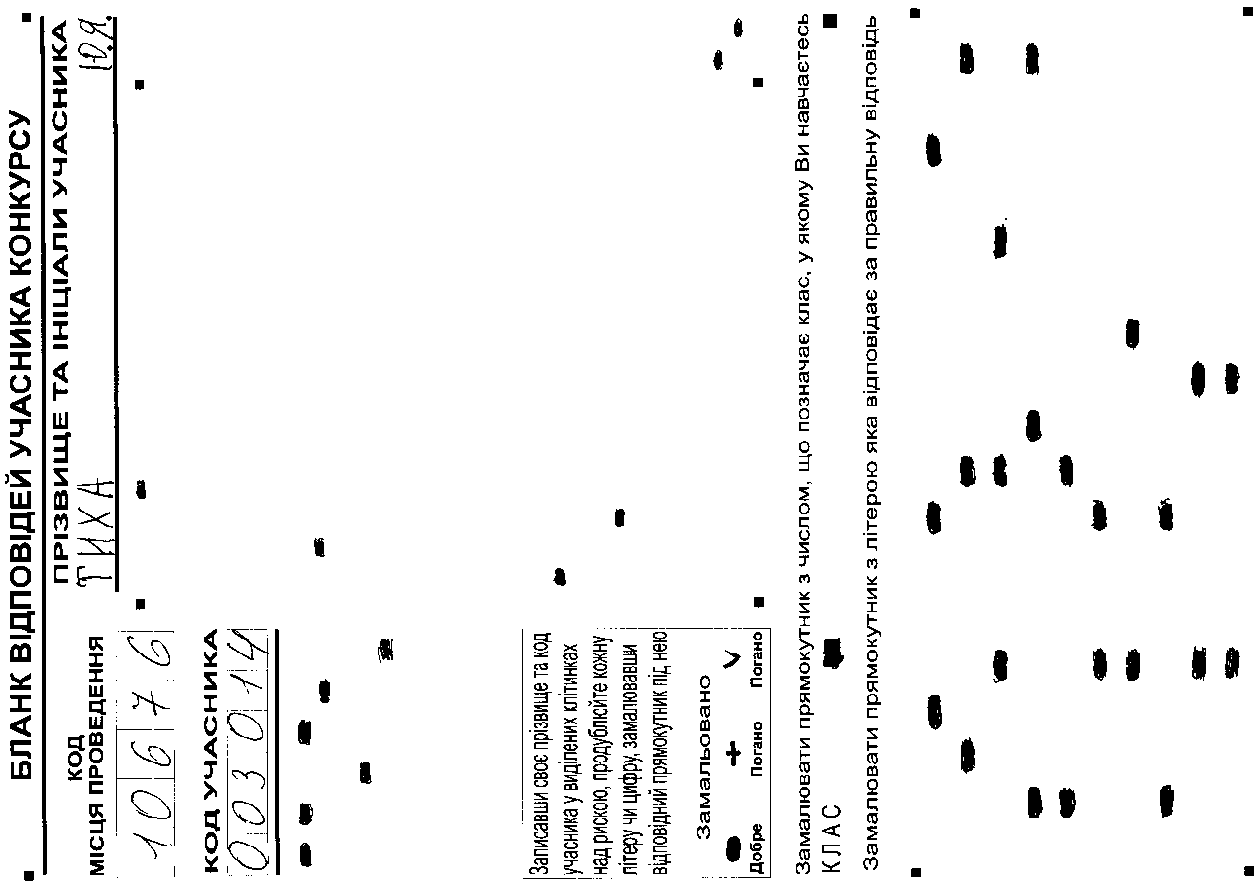 БЛАНК ВІДПОВІДЕЙ УЧАСНИКА КОНКУРСУ
КОД
МІСЦЯ ПРОВЕДЕННЯ
10676
ПРІЗВИЩЕ ТА ІНІЦІАЛИ УЧАСНИКА
ТИХА Ю.Я.
КОД УЧАСНИКА
003014
Записавши своє прізвище та код
учасника у виділених клітинках
над рискою, продублюйте кожну
літеру чи цифру, замалювавши
відповідний прямокутник під нею
Замальовано
Добре Погано Погано
Замалювати прямокутник з числом, що позначає клас, у якому Ви навчаєтесь
КЛАС
Замалювати прямокутник з літерою яка відповідає за правильну відповідь